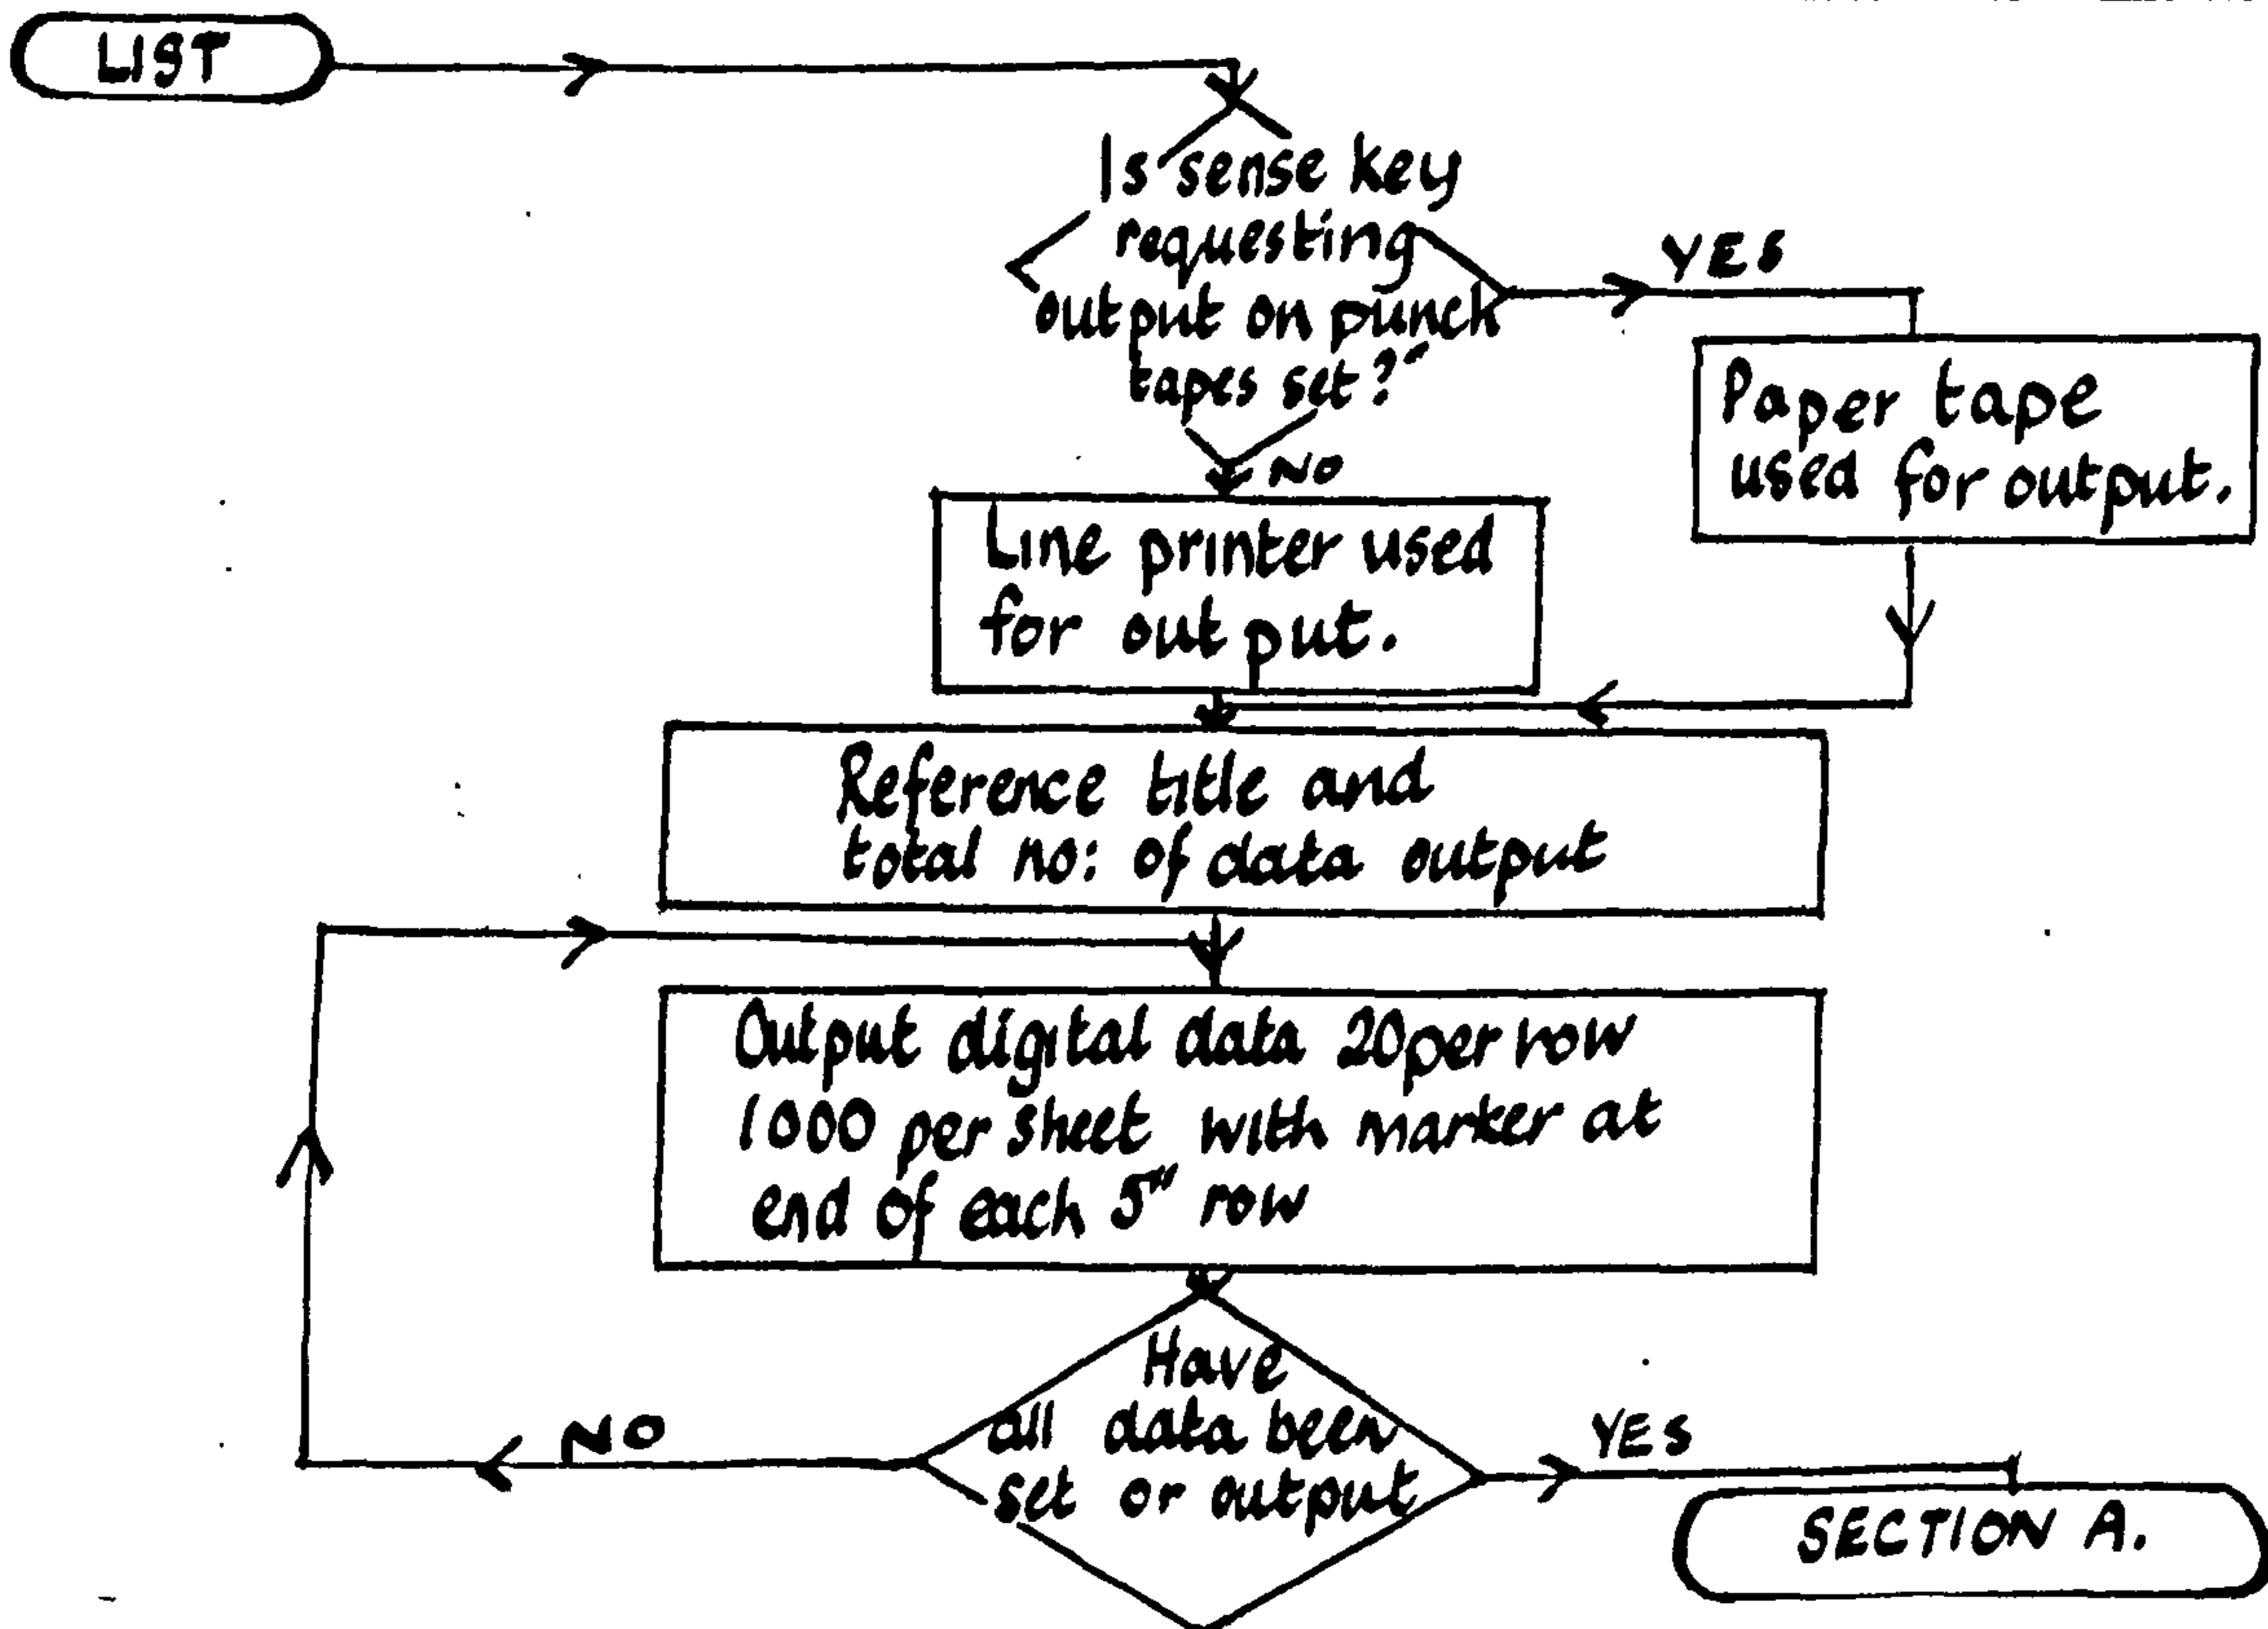 LIST
Is sense key
requesting
output on punch
tapes set?
YES
Paper tape
used for output.
NO
Line printer used
for output.
Reference title and
total no: of data output
Output digital data 20 per row
1000 per sheet with marker at
end of each 5" row
Have
all data been
set or output
NO
YES
SECTION A.